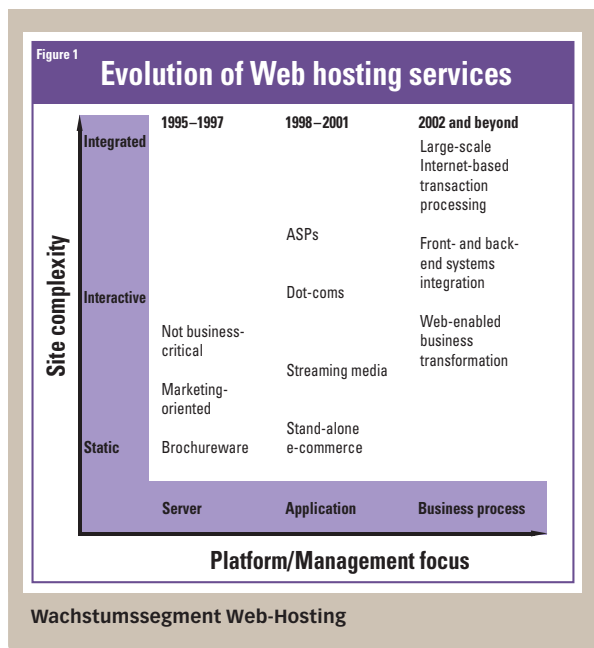 Figure 1
Evolution of Web hosting services
Site complexity
Integrated
Interactive
Static
1995–1997
Not business-
critical
Marketing-
oriented
Brochureware
Server
1998–2001
ASPs
Dot-coms
Streaming media
Stand-alone
e-commerce
Application
2002 and beyond
Large-scale
Internet-based
transaction
processing
Front- and back-
end systems
integration
Web-enabled
business
transformation
Business process
Platform/Management focus
Wachstumssegment Web-Hosting